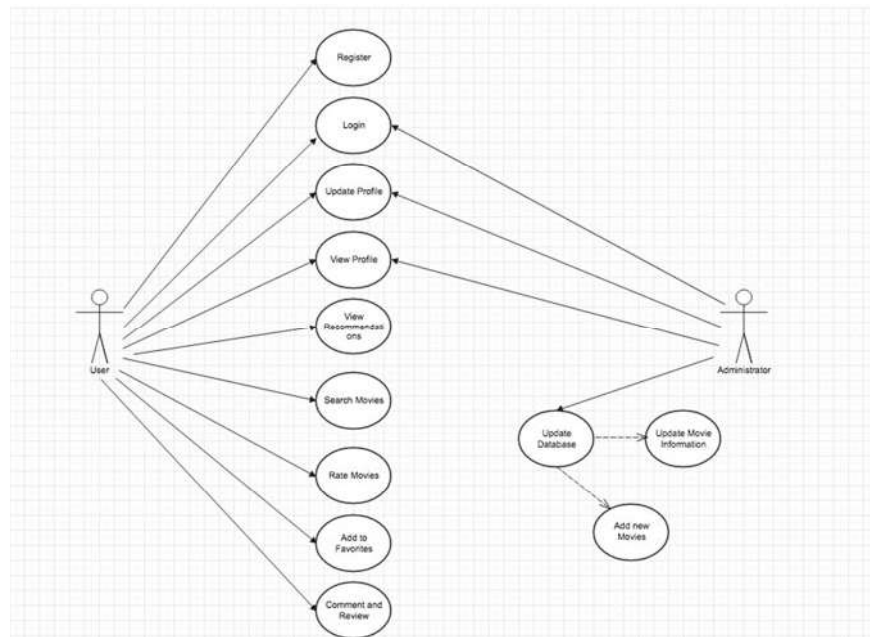 Register
Login
Update Profile
View Profile
View
Recommendati
ons
User
Administrator
Search Movies
Update
Database
Update Movie
Information
Rate Movies
Add to
Favorites
Add new
Movies
Comment and
Review